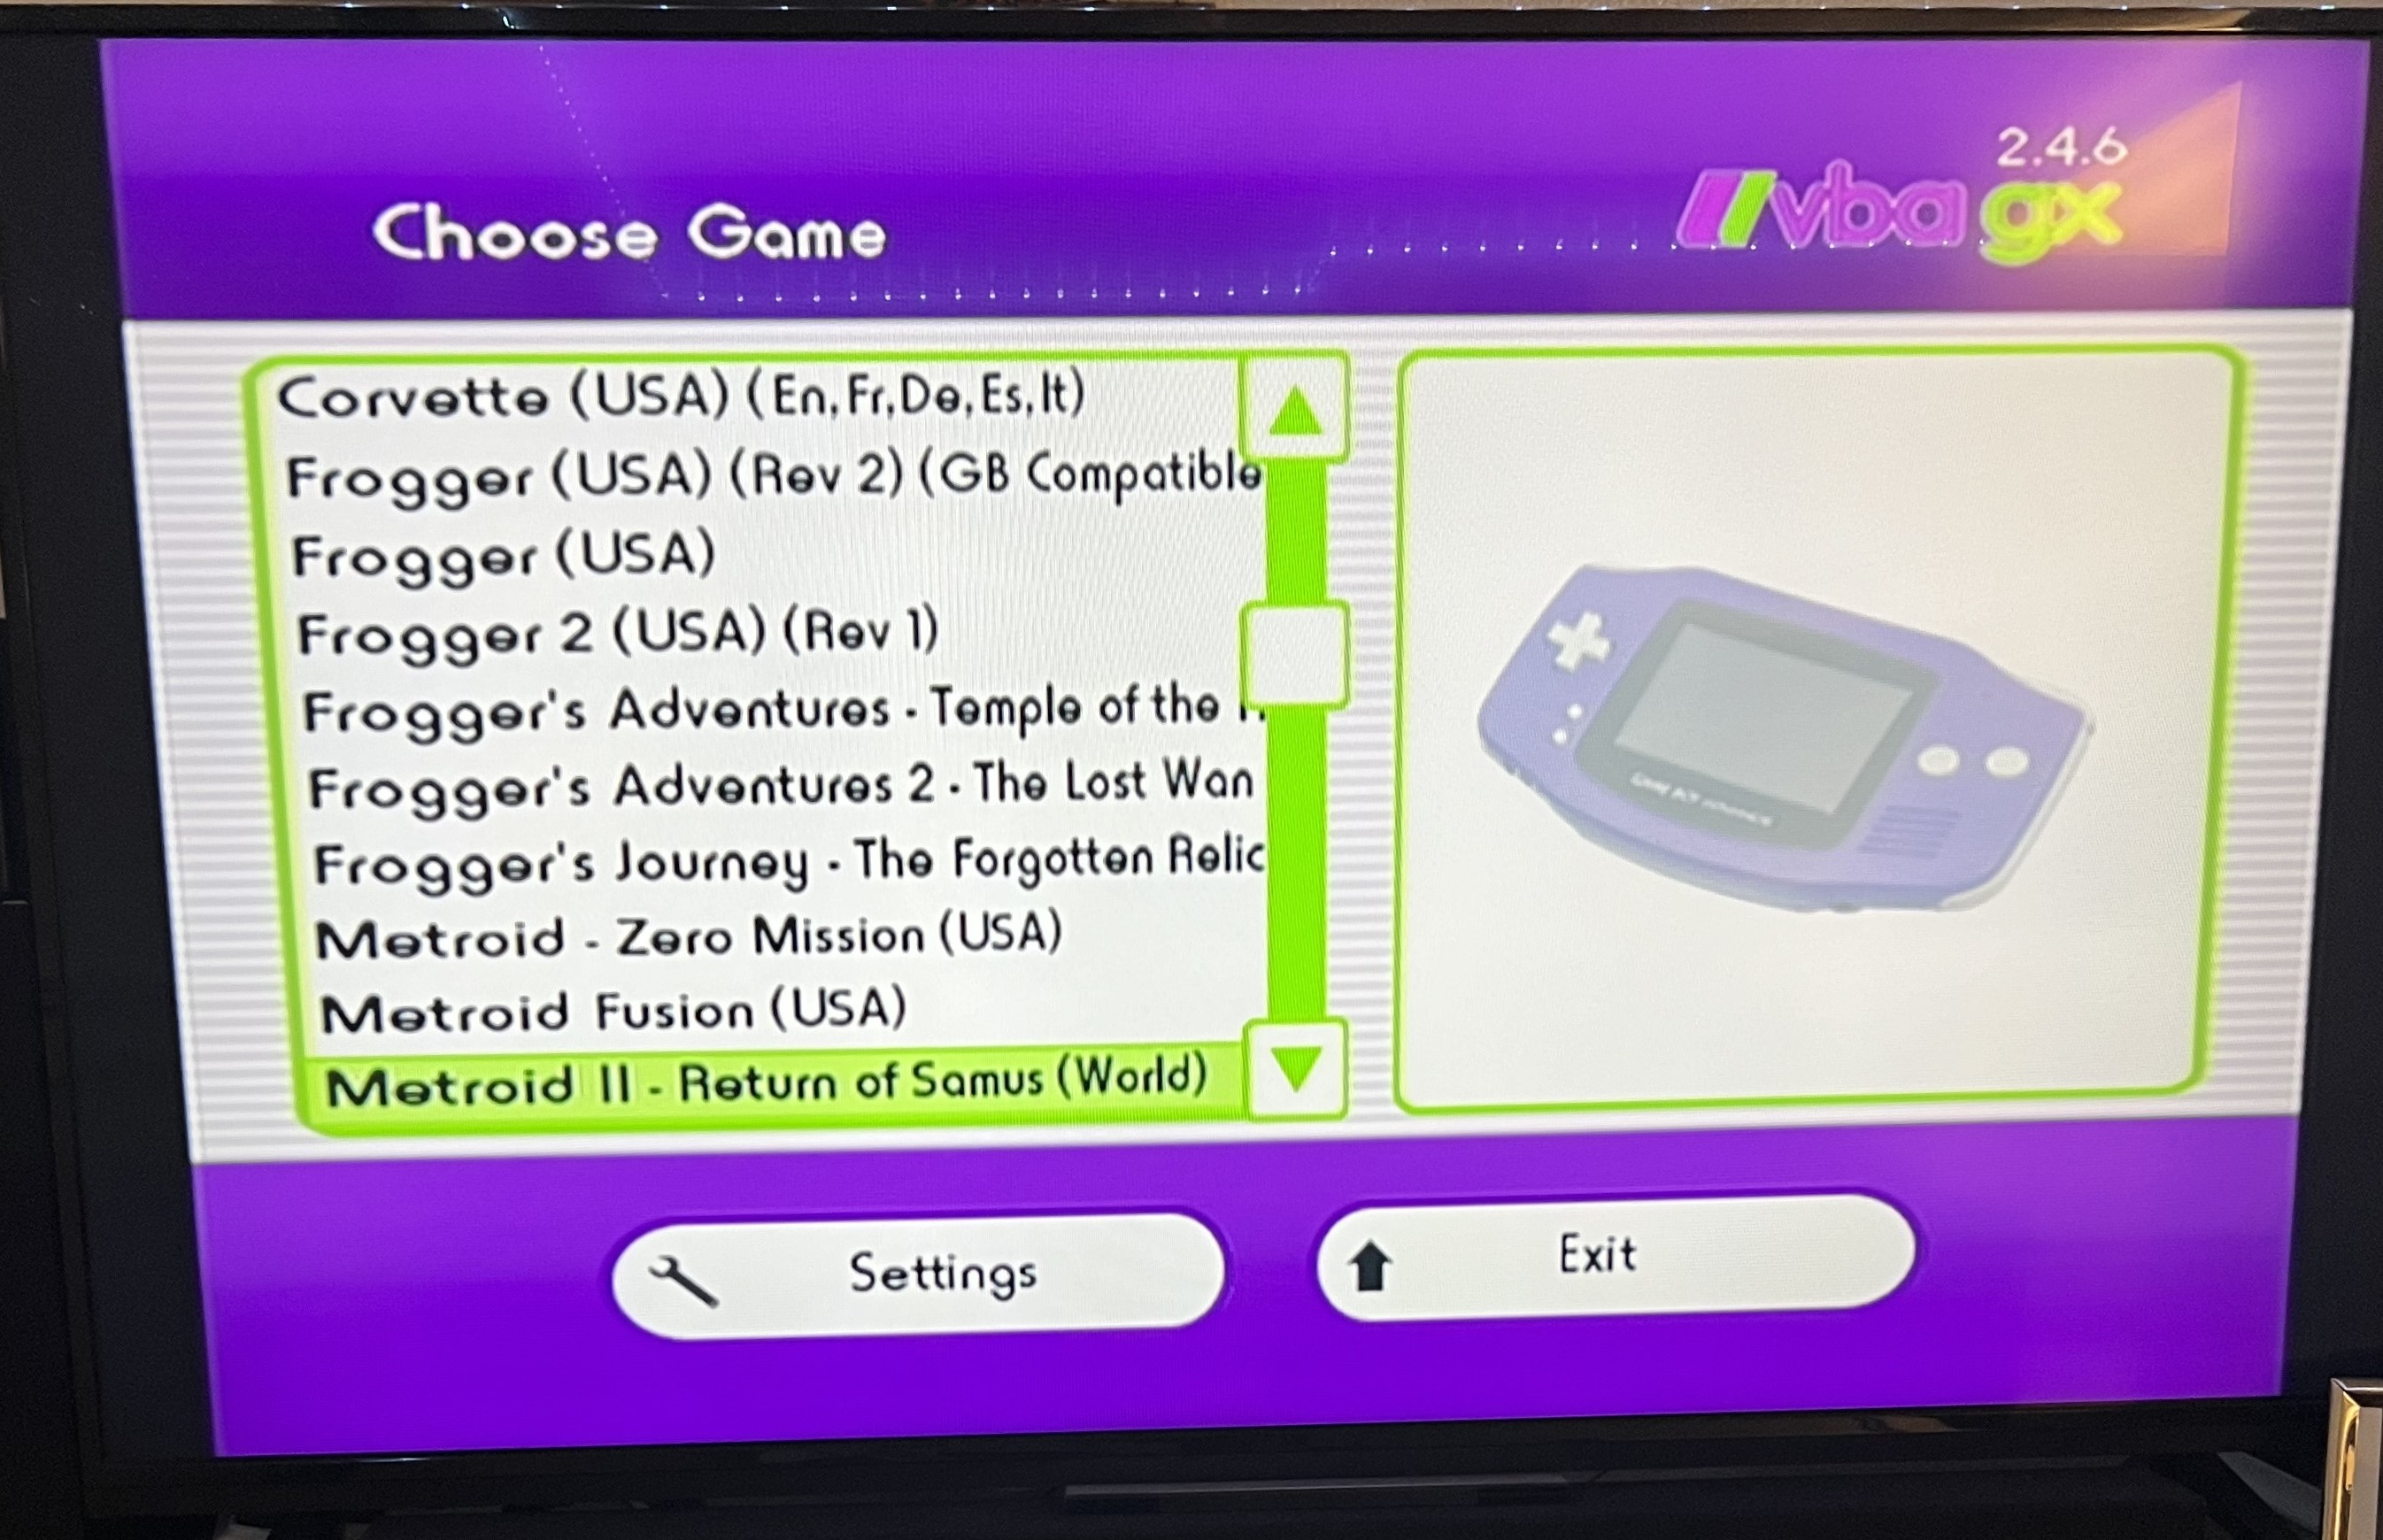 2.4.6
vba gx
Choose Game
Corvette (USA) (En,Fr,De,Es,It)
Frogger (USA) (Rev 2) (GB Compatible
Frogger (USA)
Frogger 2 (USA) (Rev 1)
Frogger's Adventures - Temple of the
Frogger's Adventures 2 - The Lost Wan
Frogger's Journey - The Forgotten Relic
Metroid - Zero Mission (USA)
Metroid Fusion (USA)
Metroid II - Return of Samus (World)
GAME BOY ADVANCE
Settings
Exit